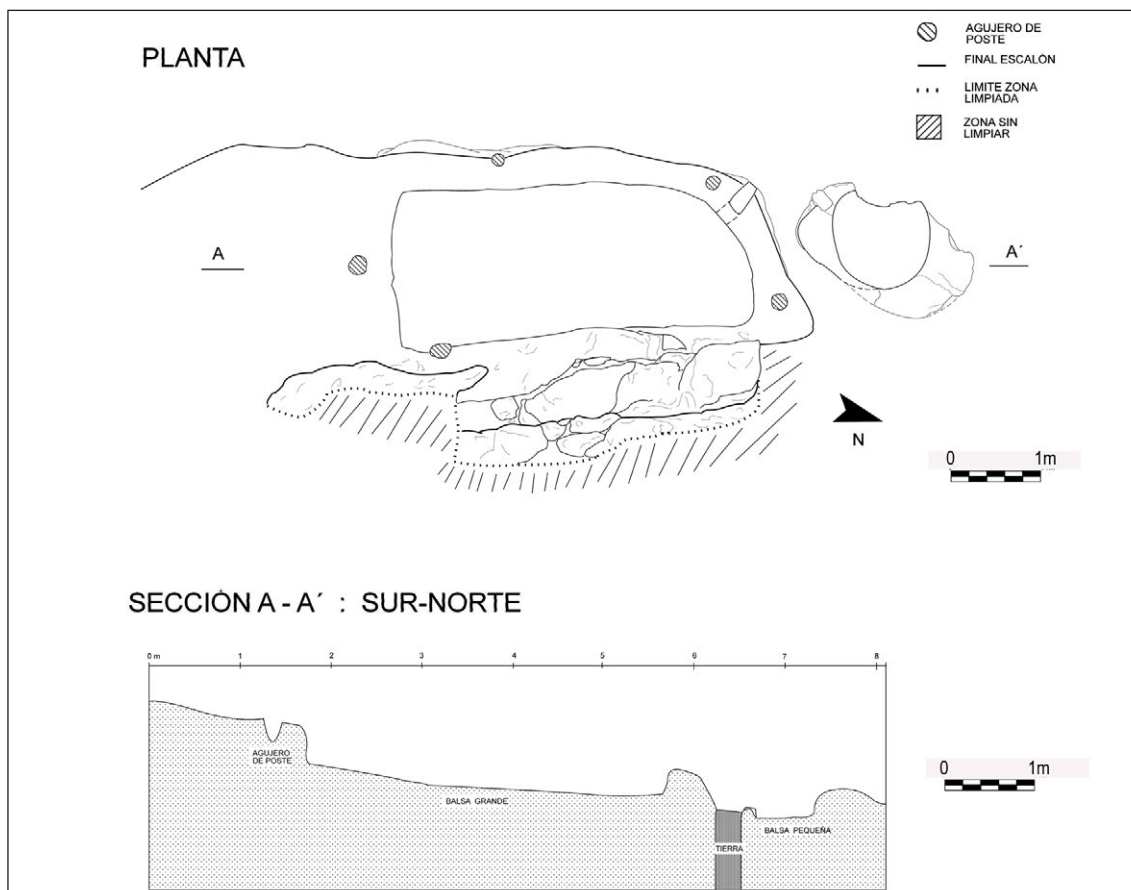 PLANTA
AGUJERO DE
POSTE
FINAL ESCALÓN
LIMITE ZONA
LIMPIADA
ZONA SIN
LIMPIAR
A
A´
N
0 1m
SECCIÓN A - A´ : SUR-NORTE
0 m 1 2 3 4 5 6 7 8
AGUJERO
DE POSTE
BALSA GRANDE
TIERRA
BALSA PEQUEÑA
0 1m